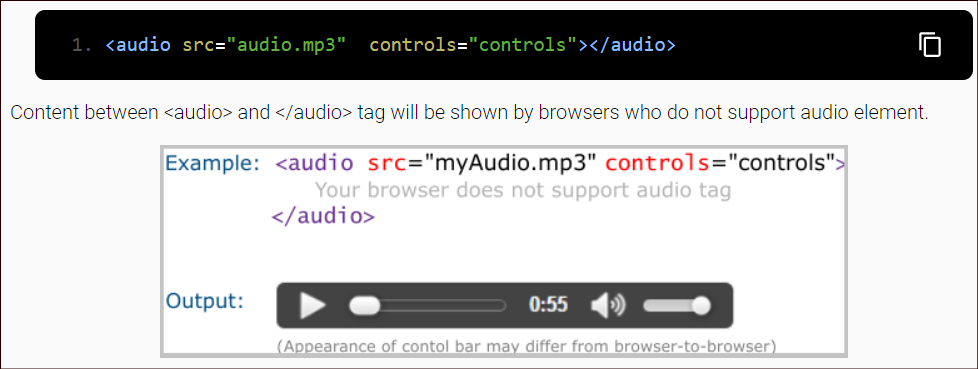 1. <audio src="audio.mp3"  controls="controls"></audio>
Content between <audio> and </audio> tag will be shown by browsers who do not support audio element.
Example: <audio src="myAudio.mp3" controls="controls">
Your browser does not support audio tag
</audio>
Output:
0:55
(Appearance of contol bar may differ from browser-to-browser)